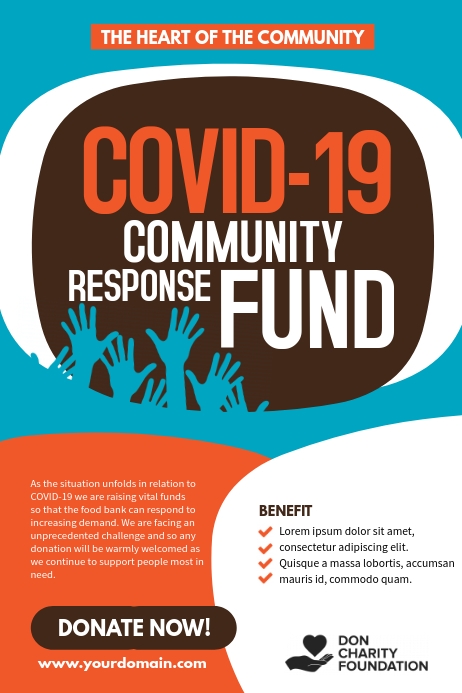 THE HEART OF THE COMMUNITY
COVID-19
COMMUNITY
RESPONSE FUND
As the situation unfolds in relation to
COVID-19 we are raising vital funds
so that the food bank can respond to
increasing demand. We are facing an
unprecedented challenge and so any
donation will be warmly welcomed as
we continue to support people most in
need.
DONATE NOW!
www.yourdomain.com
BENEFIT
Lorem ipsum dolor sit amet,
consectetur adipiscing elit.
Quisque a massa lobortis, accumsan
mauris id, commodo quam.
DON
CHARITY
FOUNDATION